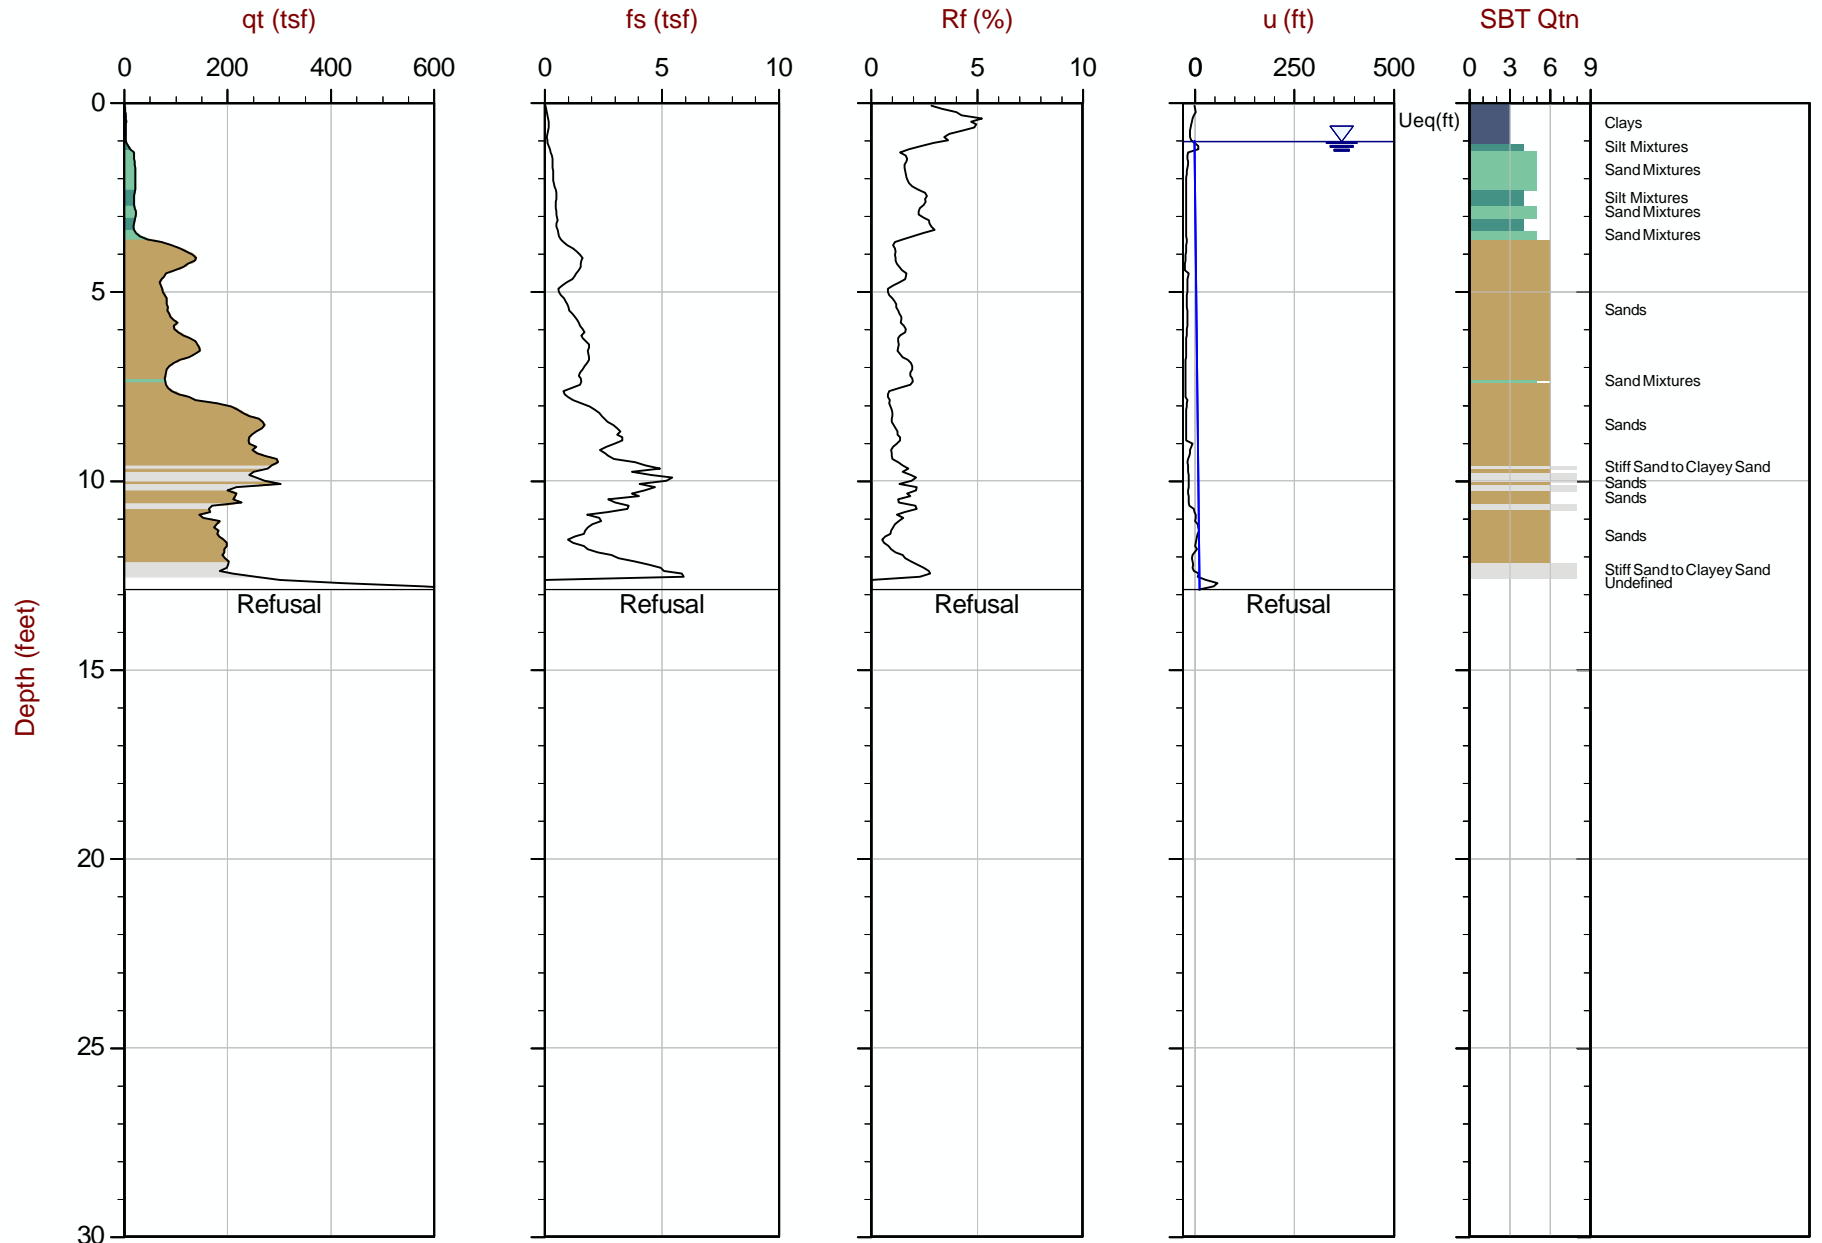 qt (tsf) fs (tsf) Rf (%) u (ft) SBT Qtn
0 200 400 600 0 5 10 0 5 10 0 250 500 0 3 6 9
0
Ueq(ft)
Clays
Silt Mixtures
Sand Mixtures
Silt Mixtures
Sand Mixtures
Sand Mixtures
5
Sands
Sand Mixtures
Sands
Stiff Sand to Clayey Sand
10
Sands
Sands
Sands
Stiff Sand to Clayey Sand
Undefined
Refusal Refusal Refusal Refusal
Depth (feet)
15
20
25
30